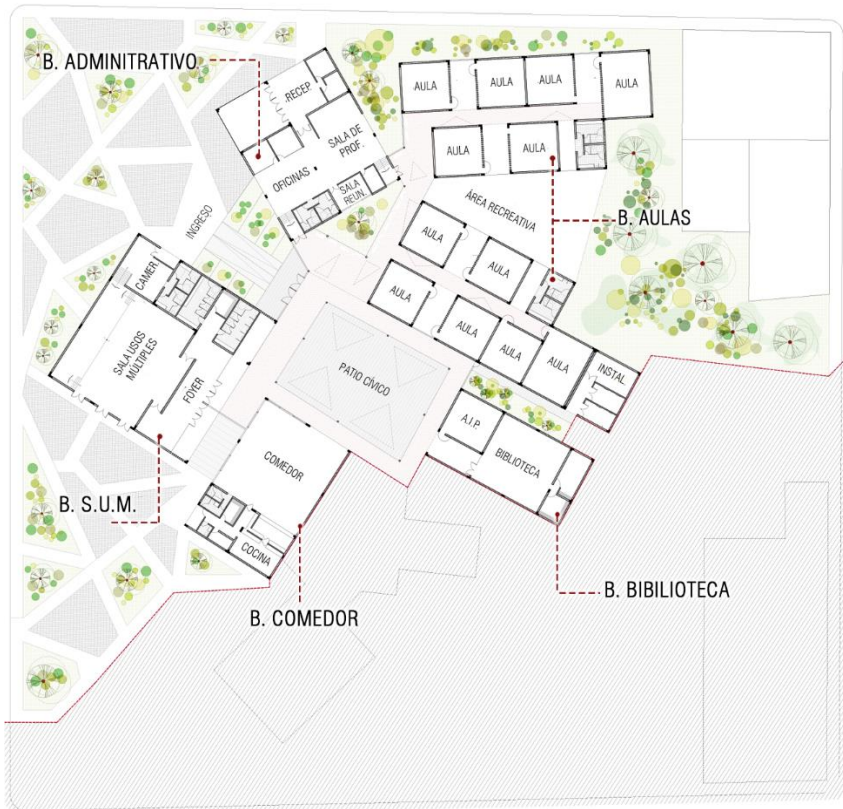 B. ADMINITRATIVO
RECEP.
SALA DE
PROF.
OFICINAS
SALA
REUN.
AULA
AULA
AULA
AULA
AULA
AULA
ÁREA RECREATIVA
B. AULAS
INGRESO
AULA
AULA
AULA
AULA
AULA
AULA
INSTAL.
CAMER.
SALA USOS
MÚLTIPLES
FOYER
PATIO CÍVICO
A.I.P.
BIBLIOTECA
COMEDOR
COCINA
B. S.U.M.
B. COMEDOR
B. BIBILIOTECA